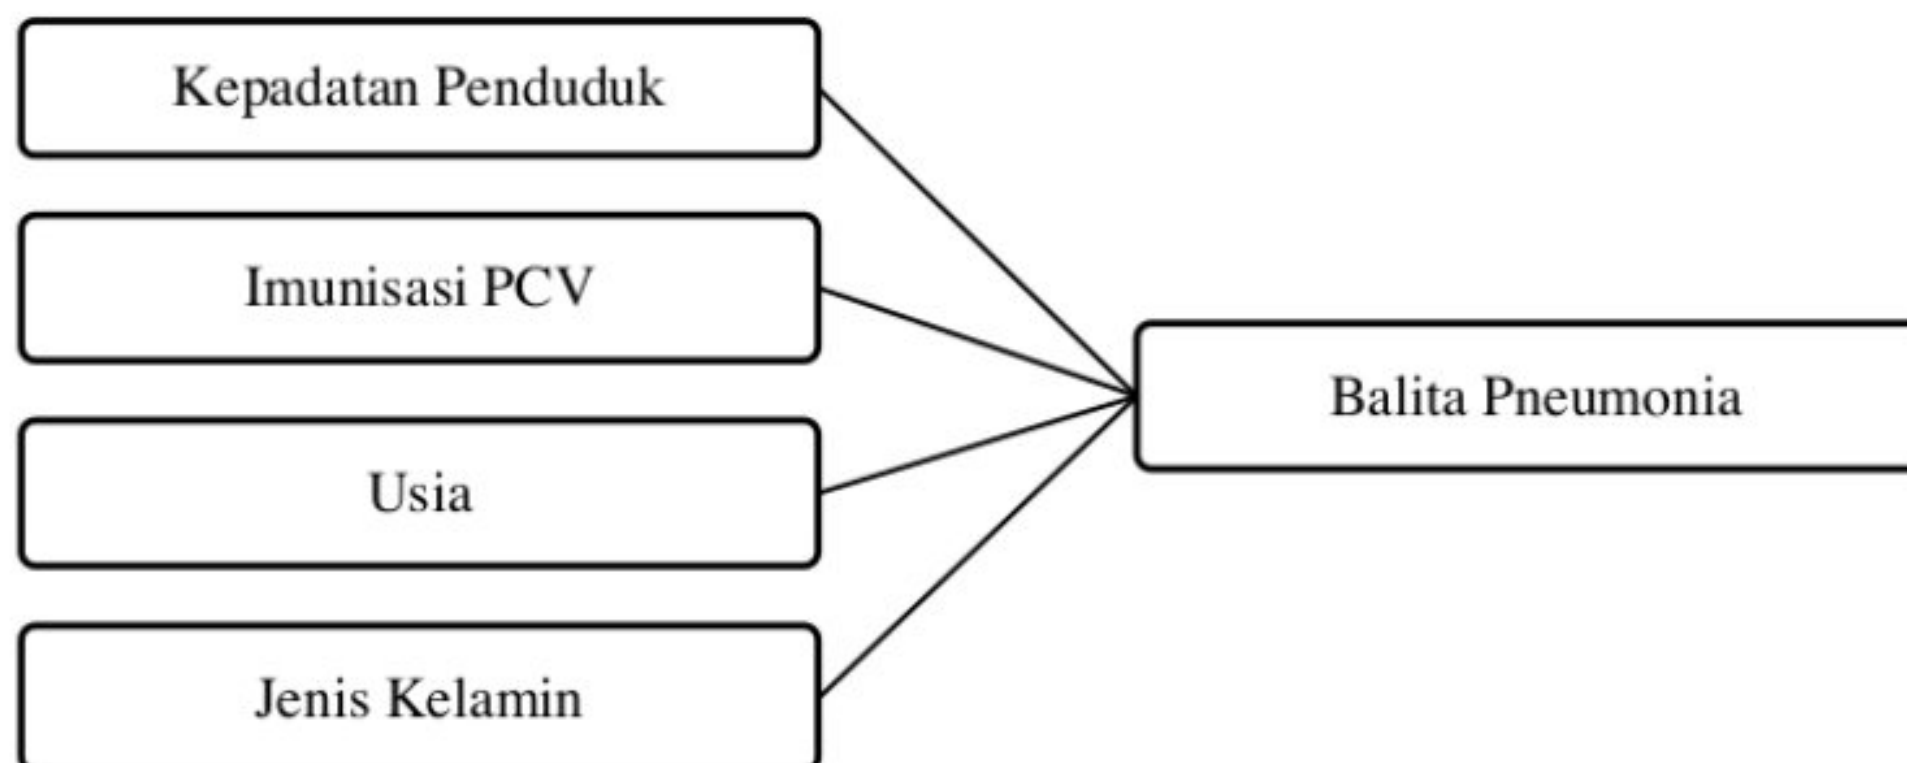 Kepadatan Penduduk
Imunisasi PCV
Usia
Jenis Kelamin
Balita Pneumonia